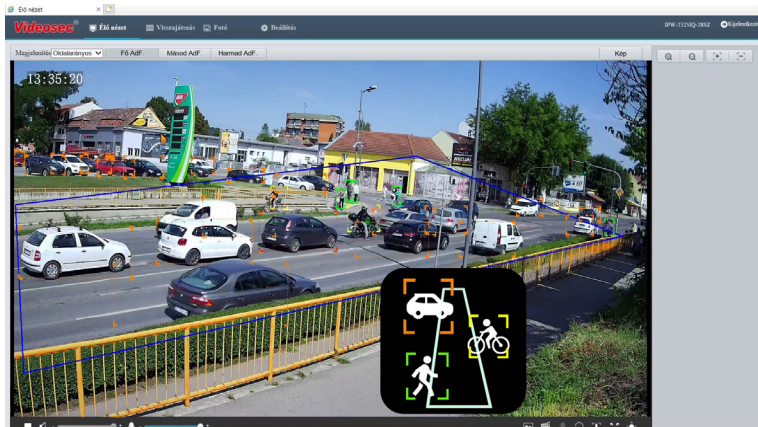 Élő nézet
Videosec Élő nézet Visszajátszás Fotó Beállítás IPW-2325IQ-28SZ Kijelentkezés
Megjelenítés Oldalarányos Fő AdF. Másod AdF. Harmad AdF. Kép
13:35:20